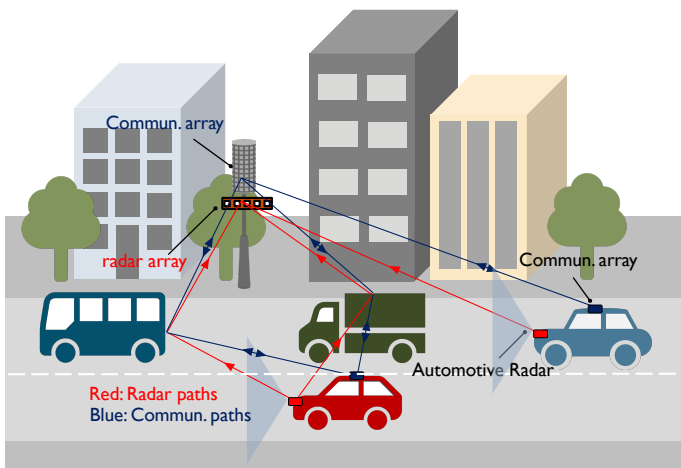 Commun. array
radar array
Commun. array
Automotive Radar
Red: Radar paths
Blue: Commun. paths